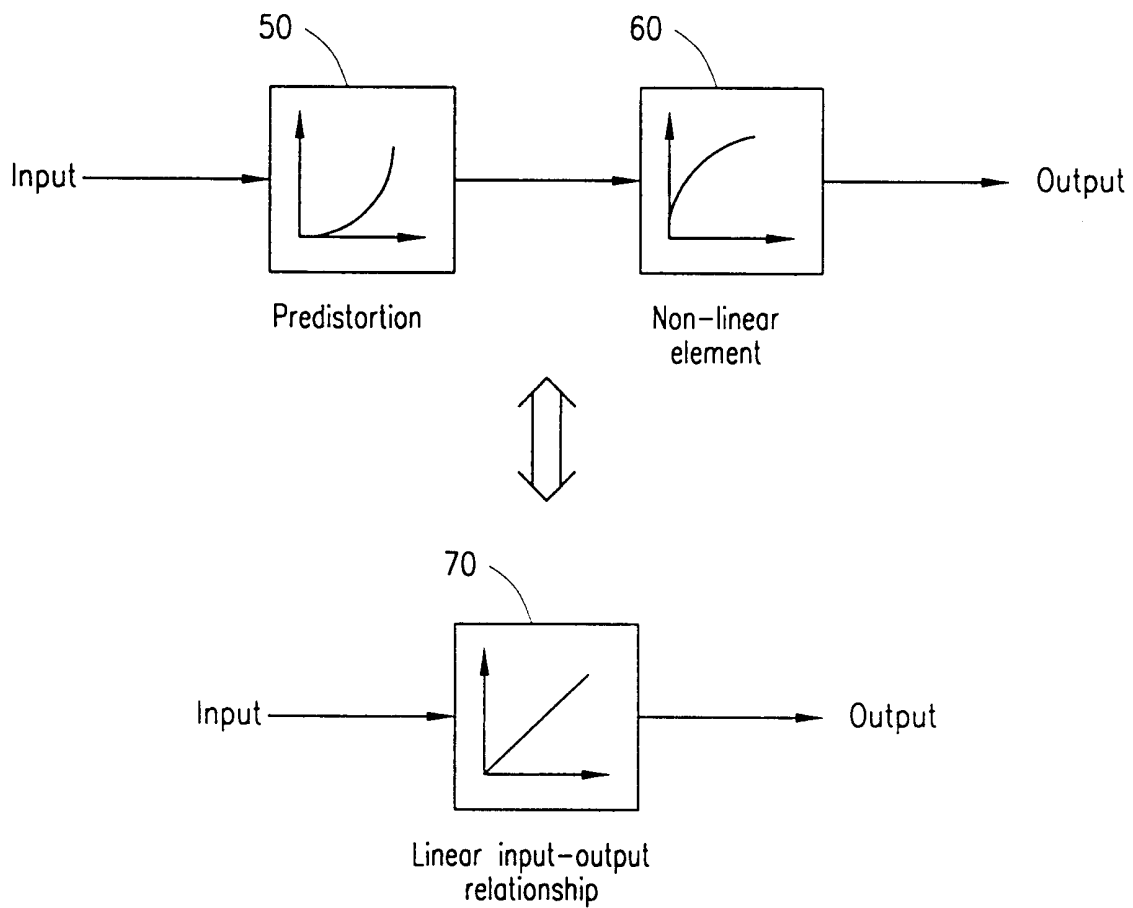 50
60
Input
Output
Predistortion
Non-linear
element
70
Input
Output
Linear input-output
relationship